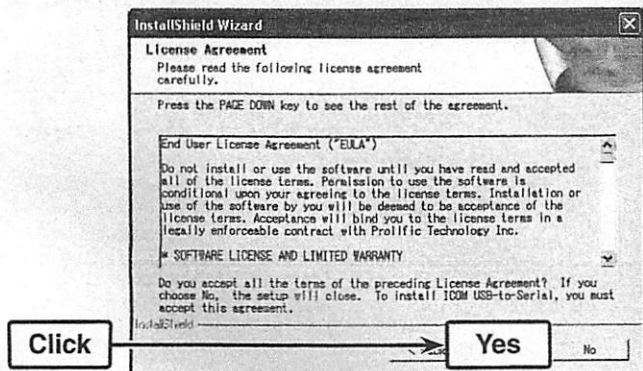 InstallShield Wizard
License Agreement
Please read the following license agreement
carefully.
Press the PAGE DOWN key to see the rest of the agreement.
End User License Agreement ("EULA")
Do not install or use the software until you have read and accepted
all of the license terms. Permission to use the software is
conditional upon your agreeing to the license terms. Installation or
use of the software by you will be deemed to be acceptance of the
license terms. Acceptance will bind you to the license terms in a
legally enforceable contract with Prolific Technology Inc.
* SOFTWARE LICENSE AND LIMITED WARRANTY
Do you accept all the terms of the preceding License Agreement? If you
choose No, the setup will close. To install ICOM USB-to-Serial, you must
accept this agreement.
InstallShield
Click
Yes
No